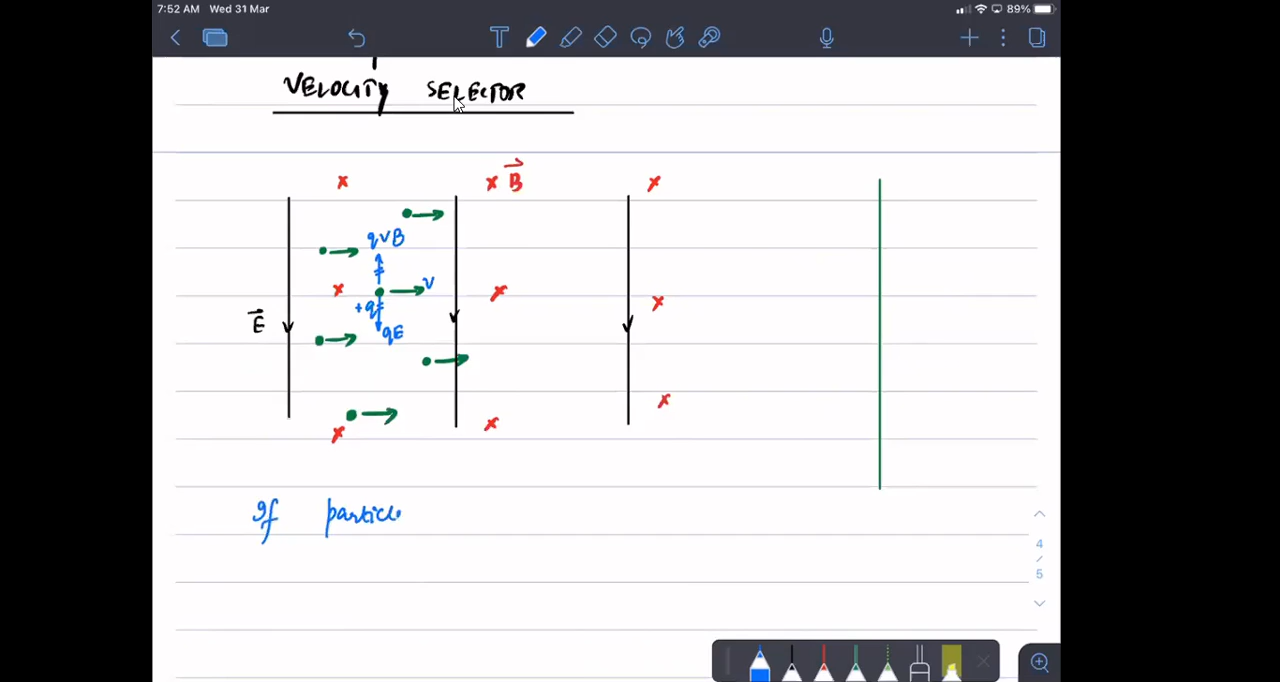 7:52 AM Wed 31 Mar
89%
T
VELOCITY SELECTOR
x
x B
x
qvB
x
v
x
+q
x
E
qE
x
x
x
If particle
4
5